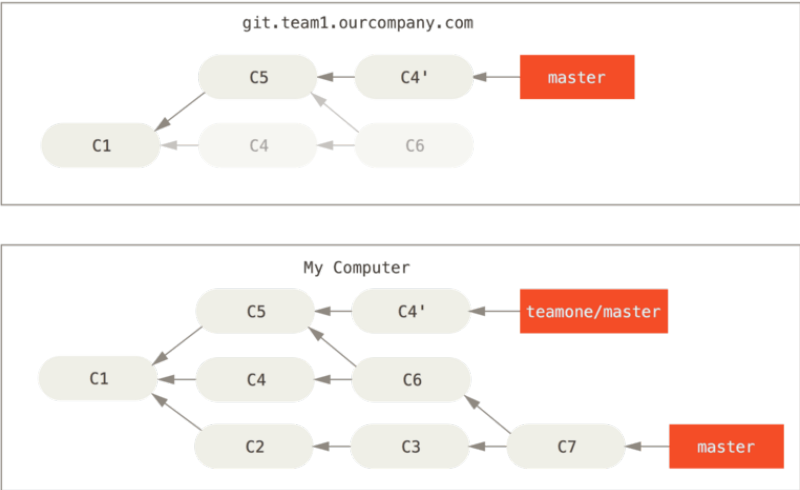 git.team1.ourcompany.com
C5 C4' master
C1 C4 C6
My Computer
C5 C4' teamone/master
C1 C4 C6
C2 C3 C7 master